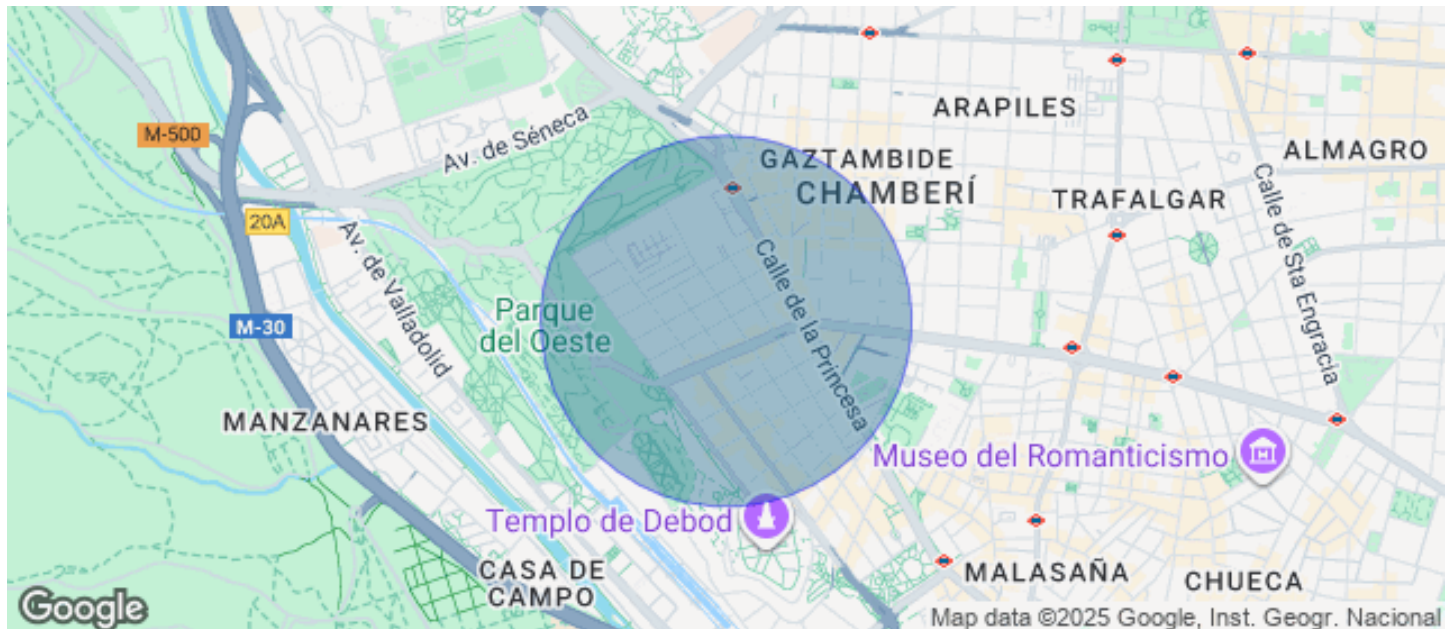 ARAPILES
M-500
Av. de Séneca
GAZTAMBIDE
ALMAGRO
CHAMBERÍ
TRAFALGAR
20A
Av. de Valladolid
Calle de la Princesa
Calle de Sta Engracia
Parque
del Oeste
M-30
MANZANARES
Museo del Romanticismo
Templo de Debod
CASA DE
CAMPO
MALASAÑA
CHUECA
Google
Map data ©2025 Google, Inst. Geogr. Nacional